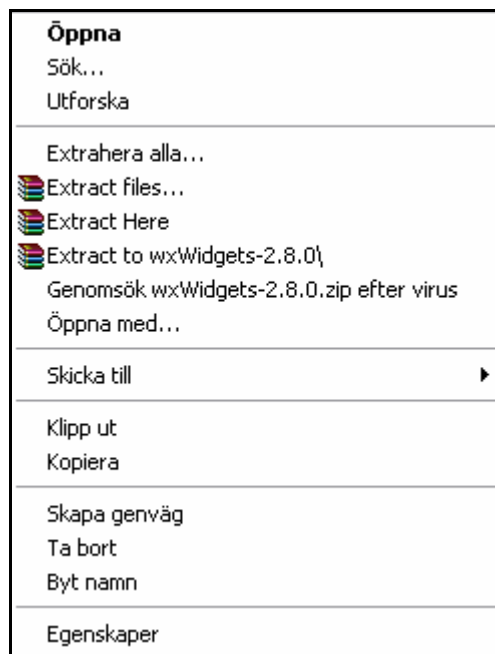 Öppna
Sök...
Utforska
Extrahera alla...
Extract files...
Extract Here
Extract to wxWidgets-2.8.0\
Genomsök wxWidgets-2.8.0.zip efter virus
Öppna med...
Skicka till
Klipp ut
Kopiera
Skapa genväg
Ta bort
Byt namn
Egenskaper